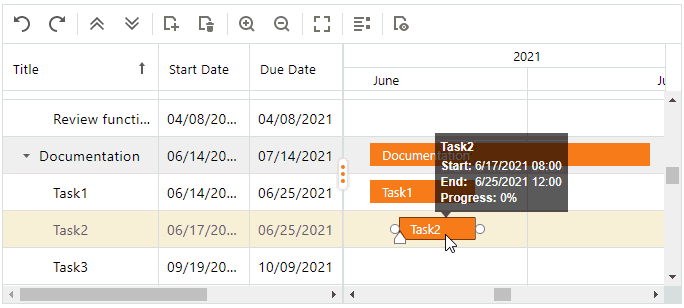 2021
Title Start Date Due Date
June Ju
Review functi... 04/08/20... 04/08/2021
Documentation 06/14/20... 07/14/2021 Documentation
Task1 06/14/20... 06/25/2021 Task1
Task2
Start: 6/17/2021 08:00
End: 6/25/2021 12:00
Progress: 0%
Task2 06/17/20... 06/25/2021 Task2
Task3 09/19/20... 10/09/2021